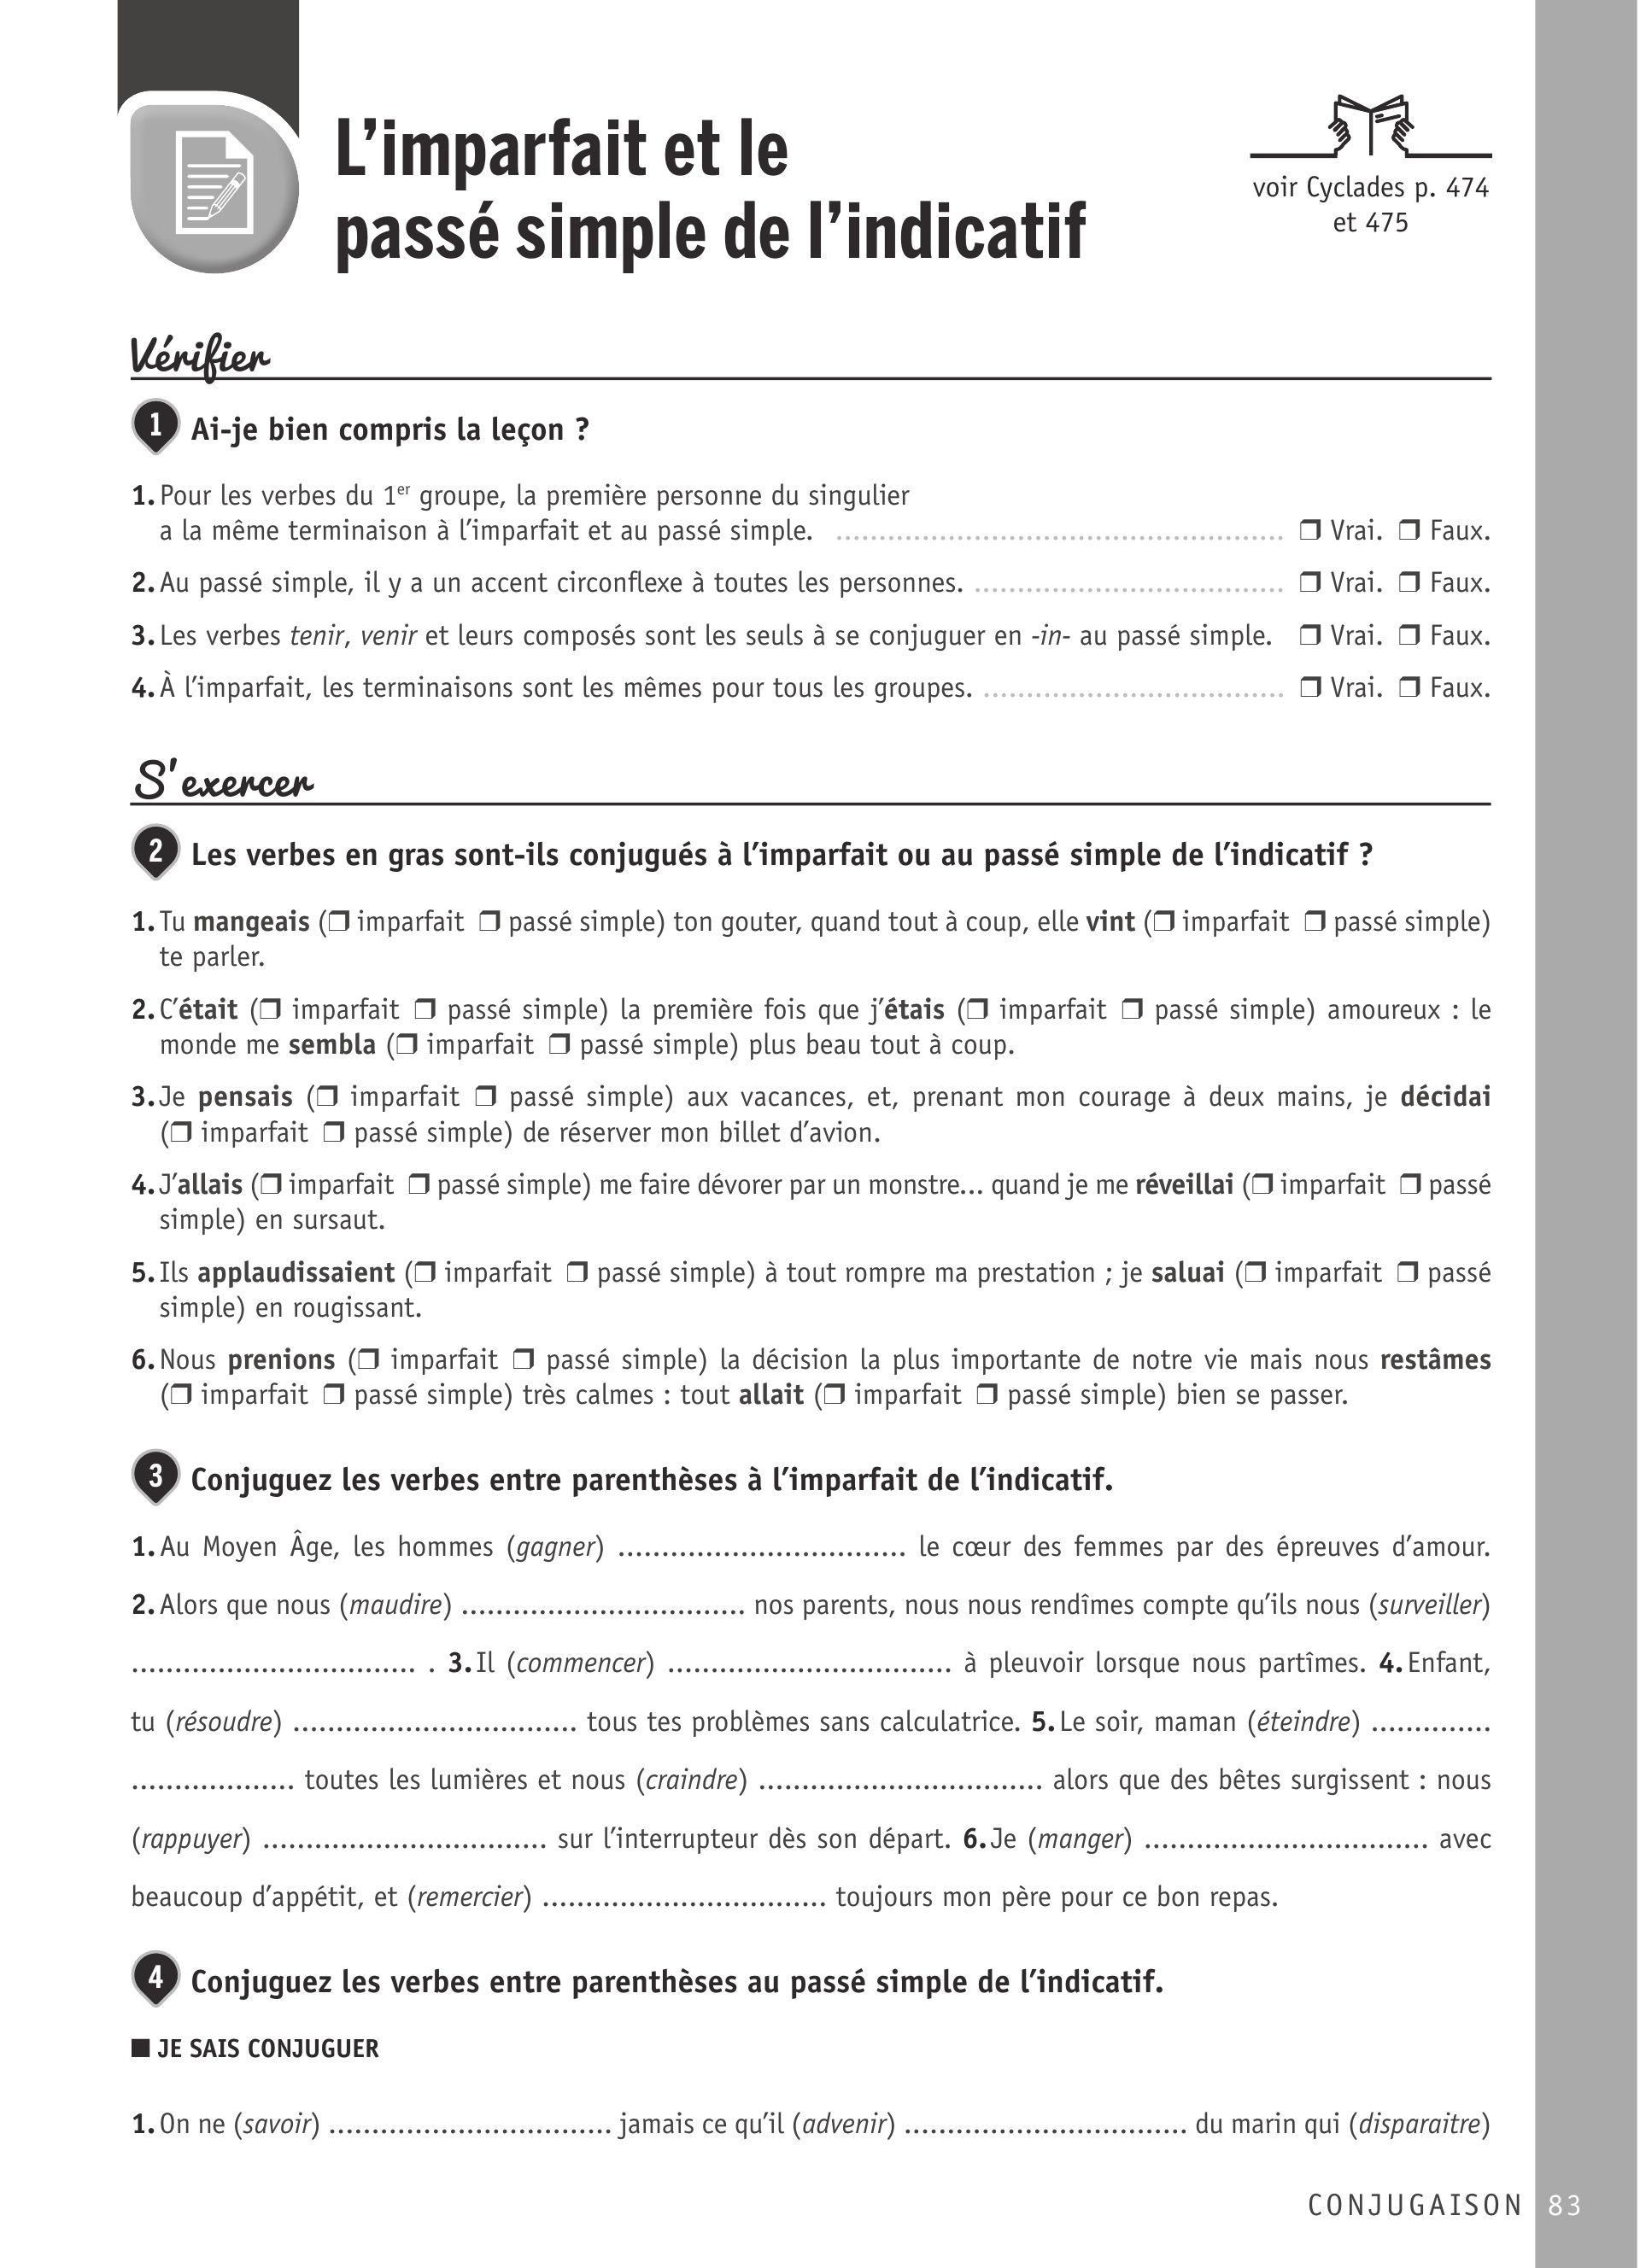 L’imparfait et le
passé simple de l’indicatif
voir Cyclades p. 474
et 475
Vérifier
1 Ai-je bien compris la leçon ?
1. Pour les verbes du 1er groupe, la première personne du singulier
a la même terminaison à l’imparfait et au passé simple. .................................................... ❒ Vrai. ❒ Faux.
2. Au passé simple, il y a un accent circonflexe à toutes les personnes. .................................... ❒ Vrai. ❒ Faux.
3. Les verbes tenir, venir et leurs composés sont les seuls à se conjuguer en -in- au passé simple. ❒ Vrai. ❒ Faux.
4. À l’imparfait, les terminaisons sont les mêmes pour tous les groupes. ................................... ❒ Vrai. ❒ Faux.
S’exercer
2 Les verbes en gras sont-ils conjugués à l’imparfait ou au passé simple de l’indicatif ?
1. Tu mangeais (❒ imparfait ❒ passé simple) ton gouter, quand tout à coup, elle vint (❒ imparfait ❒ passé simple)
te parler.
2. C’était (❒ imparfait ❒ passé simple) la première fois que j’étais (❒ imparfait ❒ passé simple) amoureux : le
monde me sembla (❒ imparfait ❒ passé simple) plus beau tout à coup.
3. Je pensais (❒ imparfait ❒ passé simple) aux vacances, et, prenant mon courage à deux mains, je décidai
(❒ imparfait ❒ passé simple) de réserver mon billet d’avion.
4. J’allais (❒ imparfait ❒ passé simple) me faire dévorer par un monstre... quand je me réveillai (❒ imparfait ❒ passé
simple) en sursaut.
5. Ils applaudissaient (❒ imparfait ❒ passé simple) à tout rompre ma prestation ; je saluai (❒ imparfait ❒ passé
simple) en rougissant.
6. Nous prenions (❒ imparfait ❒ passé simple) la décision la plus importante de notre vie mais nous restâmes
(❒ imparfait ❒ passé simple) très calmes : tout allait (❒ imparfait ❒ passé simple) bien se passer.
3 Conjuguez les verbes entre parenthèses à l’imparfait de l’indicatif.
1. Au Moyen Âge, les hommes (gagner) ................................. le cœur des femmes par des épreuves d’amour.
2. Alors que nous (maudire) ................................. nos parents, nous nous rendîmes compte qu’ils nous (surveiller)
................................. . 3. Il (commencer) ................................. à pleuvoir lorsque nous partîmes. 4. Enfant,
tu (résoudre) ................................. tous tes problèmes sans calculatrice. 5. Le soir, maman (éteindre) ..............
................... toutes les lumières et nous (craindre) ................................. alors que des bêtes surgissent : nous
(rappuyer) ................................. sur l’interrupteur dès son départ. 6. Je (manger) ................................. avec
beaucoup d’appétit, et (remercier) ................................. toujours mon père pour ce bon repas.
4 Conjuguez les verbes entre parenthèses au passé simple de l’indicatif.
■ JE SAIS CONJUGUER
1. On ne (savoir) ................................. jamais ce qu’il (advenir) ................................. du marin qui (disparaitre)
CONJUGAISON 83